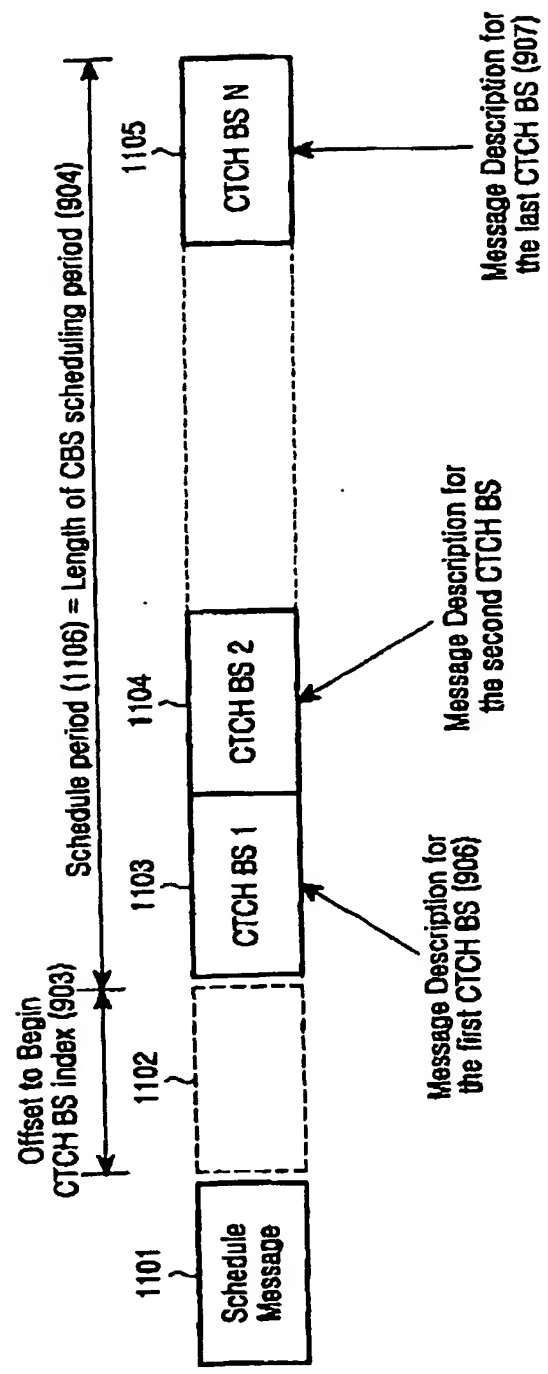 Offset to Begin
CTCH BS index (903)
Schedule period (1106) = Length of CBS scheduling period (904)
1101
1102
1103
1104
1105
Schedule
Message
CTCH BS 1
CTCH BS 2
CTCH BS N
Message Description for
the first CTCH BS (906)
Message Description for
the second CTCH BS
Message Description for
the last CTCH BS (907)